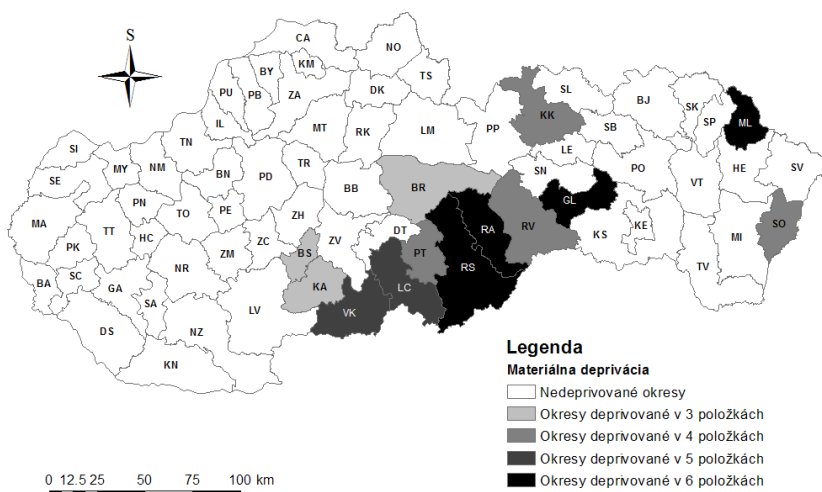 S
CA
NO
BY
KM
TS
PU
PB
ZA
DK
SL
BJ
IL
KK
SK
MT
RK
LM
PP
SB
SP
ML
SI
TN
LE
MY
NM
TR
SN
PO
HE
SV
SE
BN
PD
BB
BR
GL
VT
PN
PE
TO
ZH
MA
TT
DT
RA
RV
KS
KE
SO
PK
HC
ZM
ZC
BS
ZV
PT
MI
NR
RS
TV
BA
SC
GA
SA
KA
LC
LV
VK
DS
NZ
KN
Legenda
Materiálna deprivácia
Nedeprivované okresy
Okresy deprivované v 3 položkách
Okresy deprivované v 4 položkách
Okresy deprivované v 5 položkách
Okresy deprivované v 6 položkách
0 12.5 25 50 75 100 km